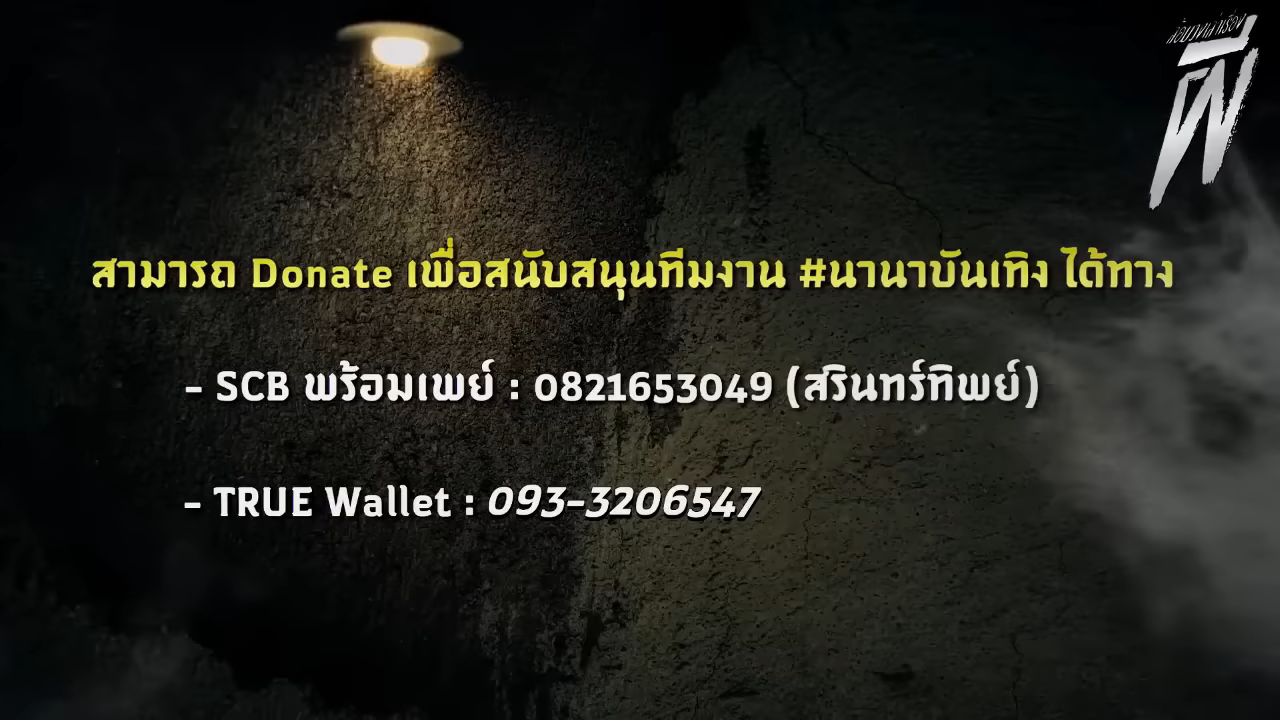 ผี
สามารถ Donate เพื่อสนับสนุนทีมงาน #นานาบันเทิง ได้ทาง
- SCB พร้อมเพย์ : 0821653049 (สรินทร์ทิพย์)
- TRUE Wallet : 093-3206547